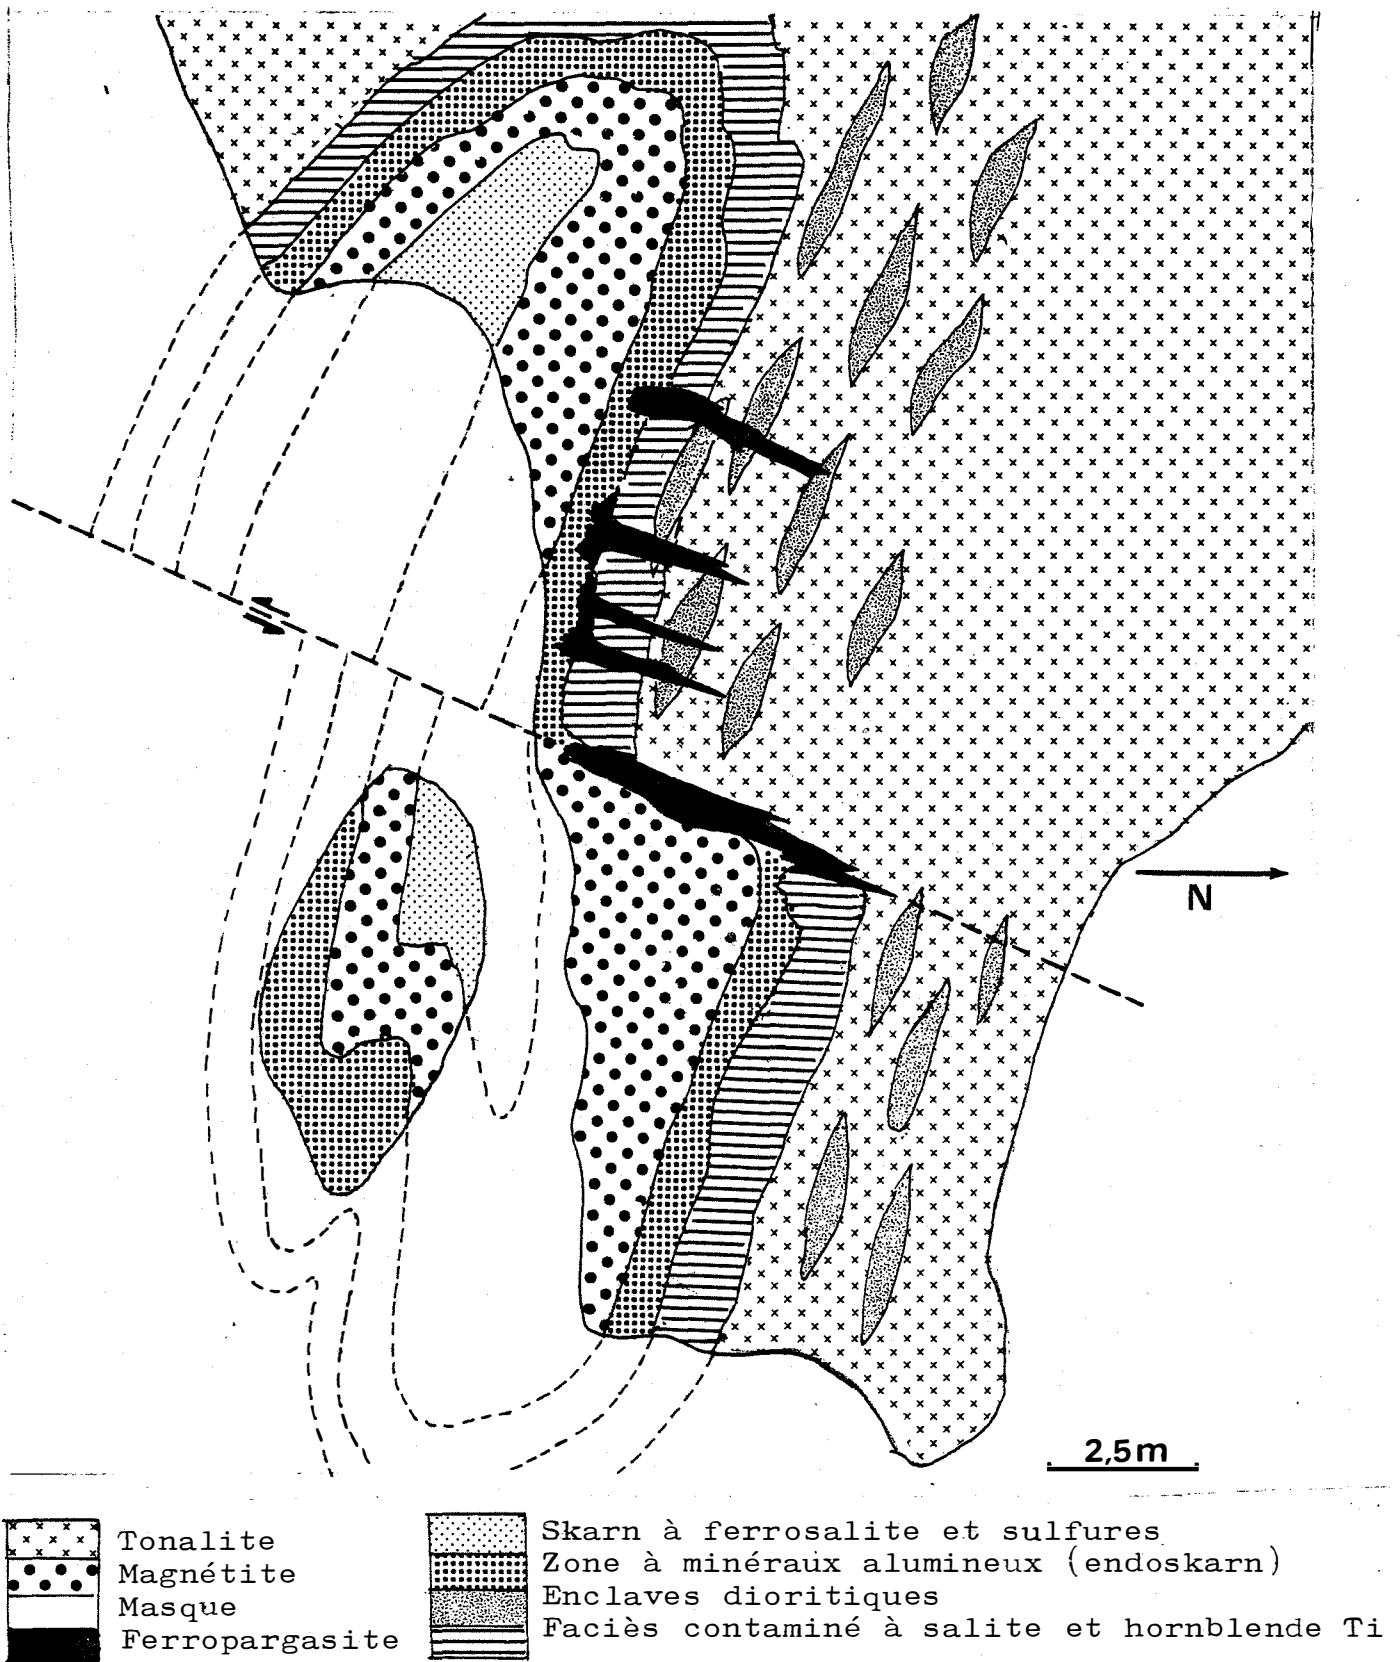 N
2,5m
Tonalite
Magnétite
Masque
Ferropargasite
Skarn à ferrosalite et sulfures
Zone à minéraux alumineux (endoskarn)
Enclaves dioritiques
Faciès contaminé à salite et hornblende Ti